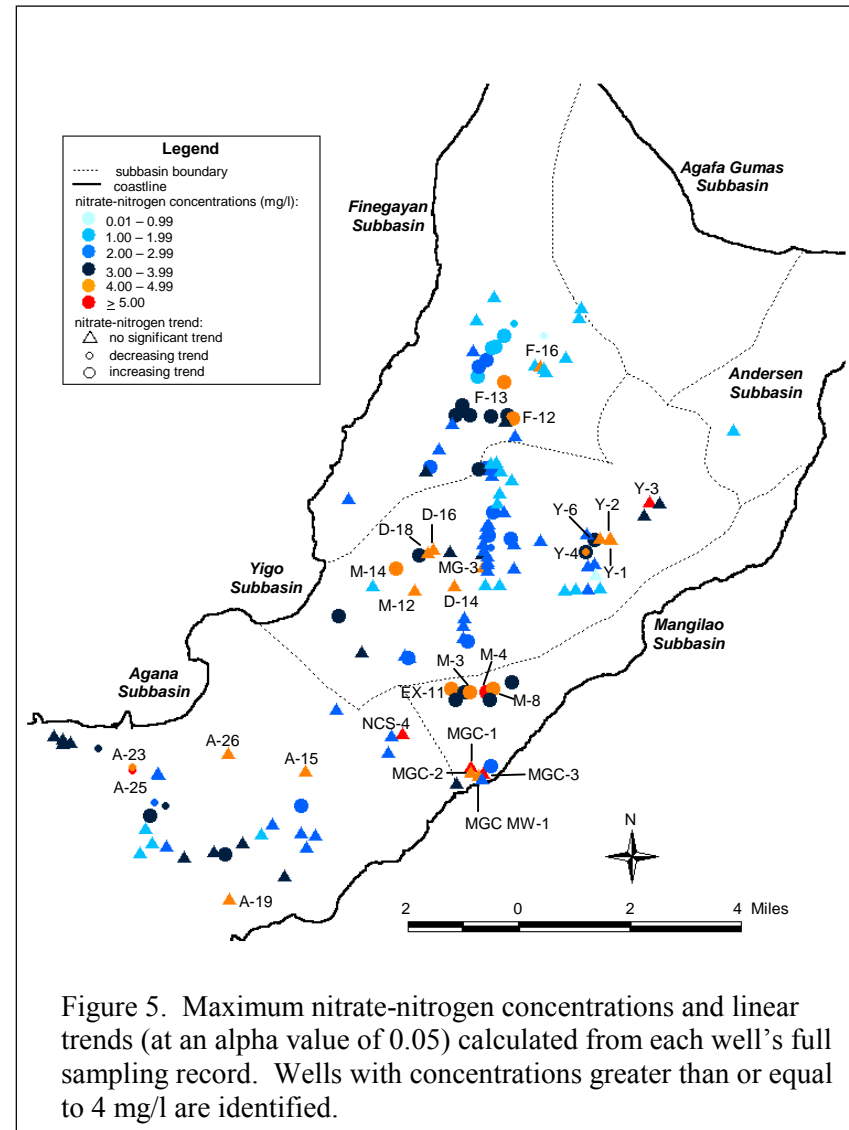 Legend
subbasin boundary
coastline
nitrate-nitrogen concentrations (mg/l):
0.01 – 0.99
1.00 – 1.99
2.00 – 2.99
3.00 – 3.99
4.00 – 4.99
≥ 5.00
nitrate-nitrogen trend:
no significant trend
decreasing trend
increasing trend
Agafa Gumas
Subbasin
Finegayan
Subbasin
F-16
Andersen
Subbasin
F-13
F-12
Y-3
Y-2
Y-6
D-16
D-18
Y-4
MG-3
Y-1
M-14
Yigo
Subbasin
M-12
D-14
Mangilao
Subbasin
M-3
M-4
Agana
Subbasin
EX-11
M-8
NCS-4
MGC-1
A-26
A-15
A-23
MGC-2
MGC-3
A-25
MGC MW-1
N
A-19
2 0 2 4 Miles
Figure 5. Maximum nitrate-nitrogen concentrations and linear
trends (at an alpha value of 0.05) calculated from each well’s full
sampling record. Wells with concentrations greater than or equal
to 4 mg/l are identified.